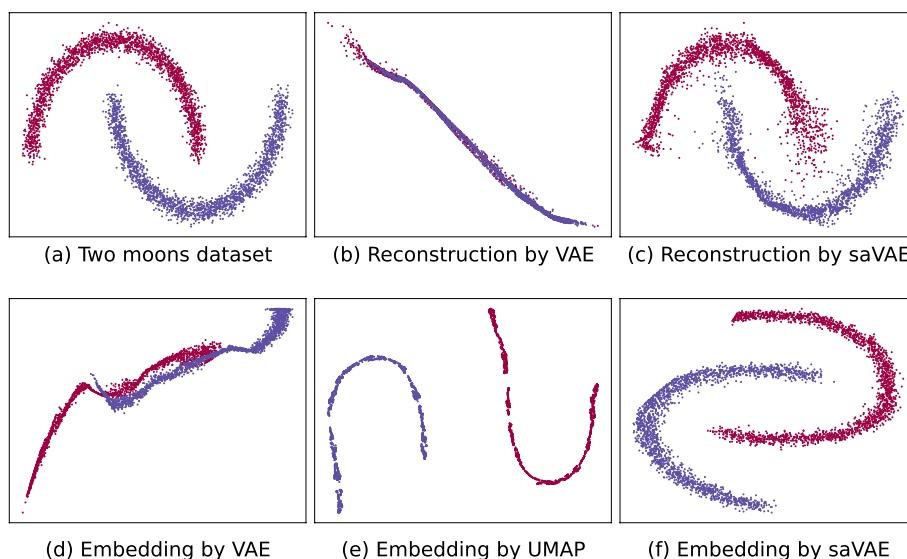 (a) Two moons dataset
(b) Reconstruction by VAE
(c) Reconstruction by saVAE
(d) Embedding by VAE
(e) Embedding by UMAP
(f) Embedding by saVAE